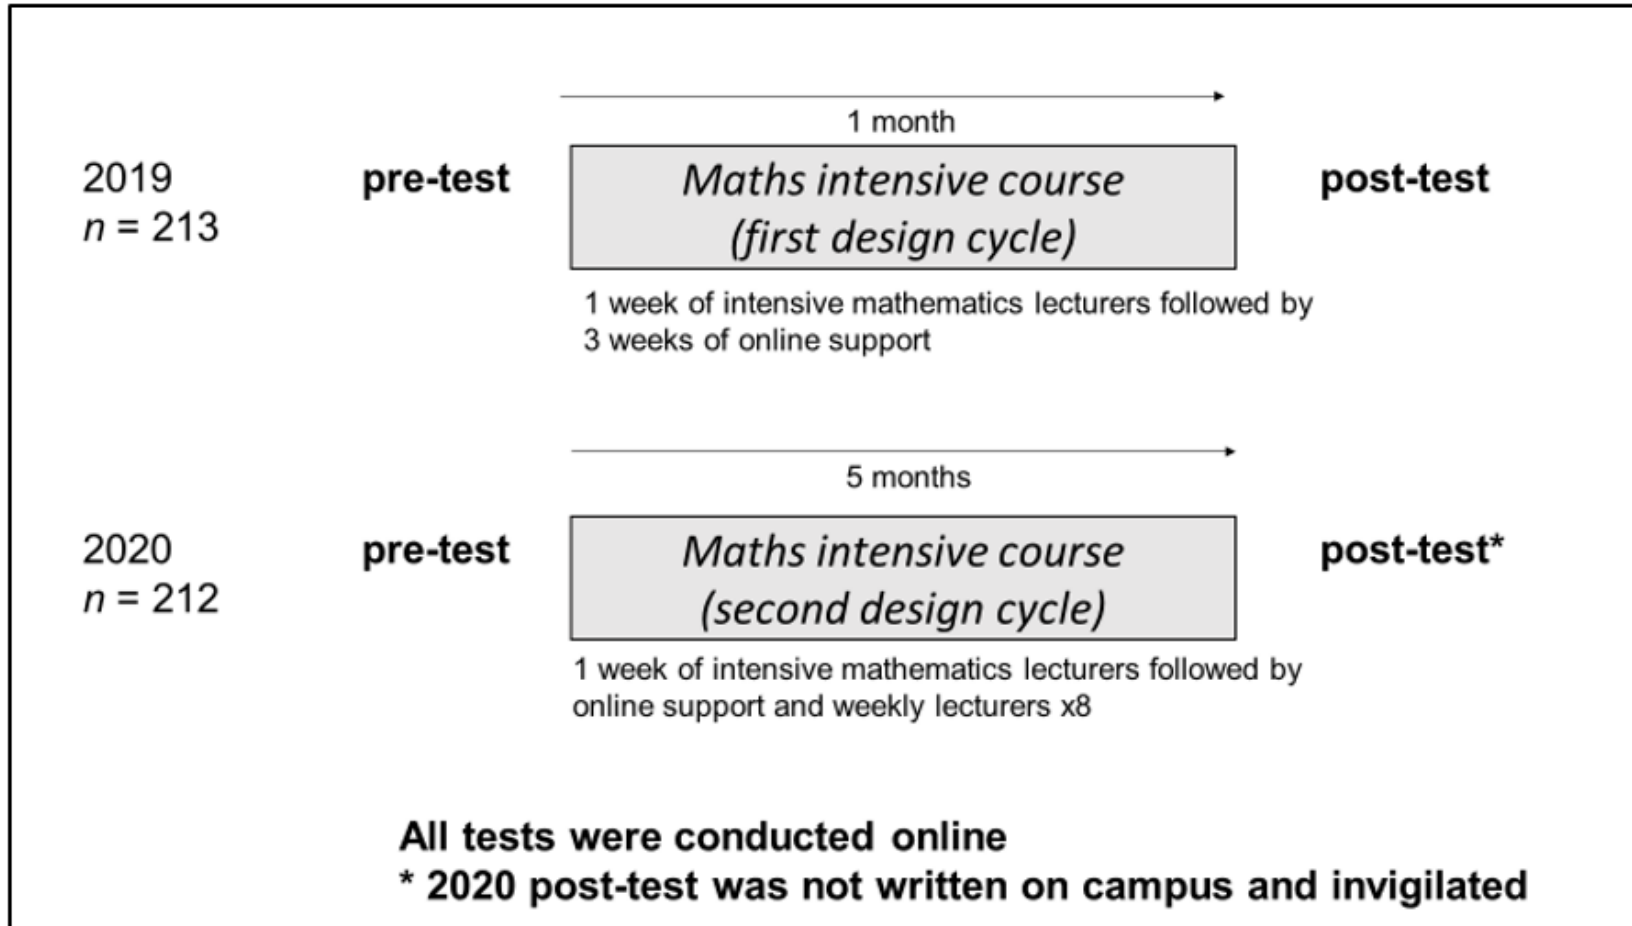 1 month
2019
n = 213
pre-test
Maths intensive course
(first design cycle)
post-test
1 week of intensive mathematics lecturers followed by
3 weeks of online support
5 months
2020
n = 212
pre-test
Maths intensive course
(second design cycle)
post-test*
1 week of intensive mathematics lecturers followed by
online support and weekly lecturers x8
All tests were conducted online
* 2020 post-test was not written on campus and invigilated